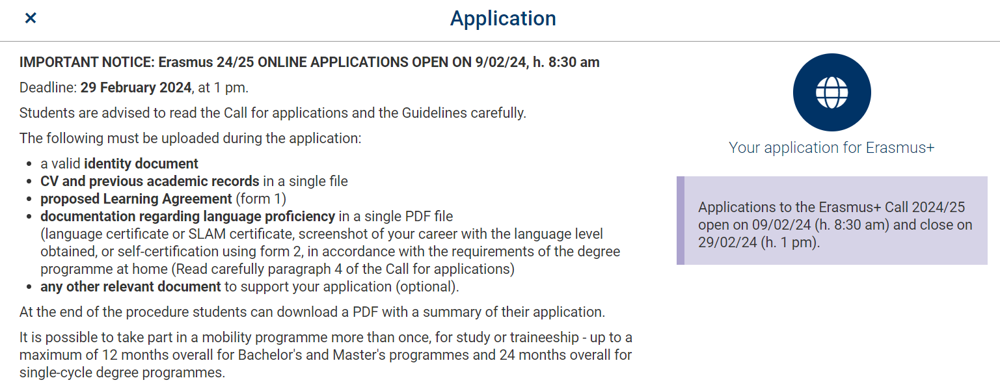 Application
IMPORTANT NOTICE: Erasmus 24/25 ONLINE APPLICATIONS OPEN ON 9/02/24, h. 8:30 am
Deadline: 29 February 2024, at 1 pm.
Students are advised to read the Call for applications and the Guidelines carefully.
The following must be uploaded during the application:
• a valid identity document
• CV and previous academic records in a single file
• proposed Learning Agreement (form 1)
• documentation regarding language proficiency in a single PDF file
(language certificate or SLAM certificate, screenshot of your career with the language level
obtained, or self-certification using form 2, in accordance with the requirements of the degree
programme at home (Read carefully paragraph 4 of the Call for applications)
• any other relevant document to support your application (optional).
At the end of the procedure students can download a PDF with a summary of their application.
It is possible to take part in a mobility programme more than once, for study or traineeship - up to a
maximum of 12 months overall for Bachelor's and Master's programmes and 24 months overall for
single-cycle degree programmes.
Your application for Erasmus+
Applications to the Erasmus+ Call 2024/25
open on 09/02/24 (h. 8:30 am) and close on
29/02/24 (h. 1 pm).